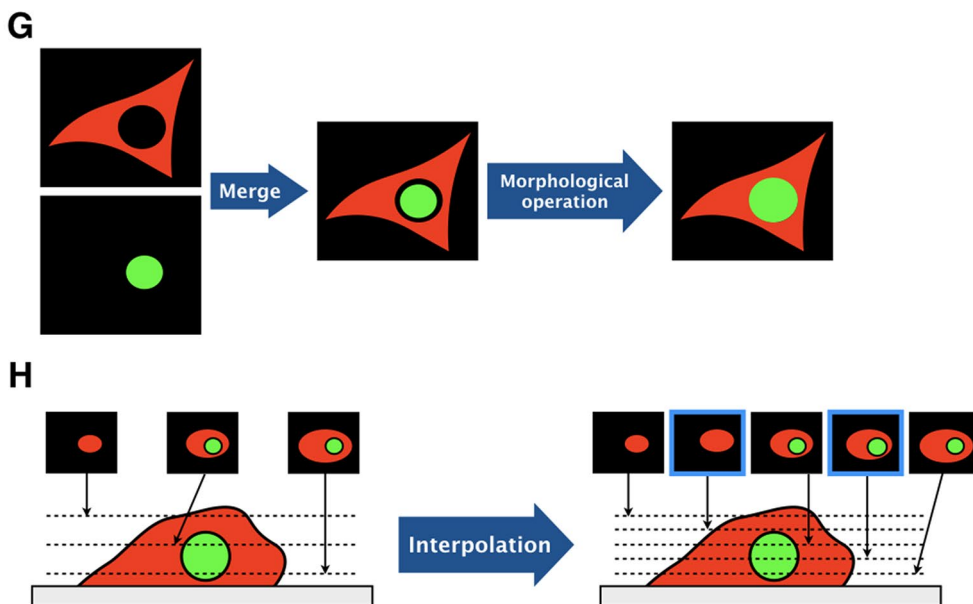 G
Merge
Morphological
operation
H
Interpolation